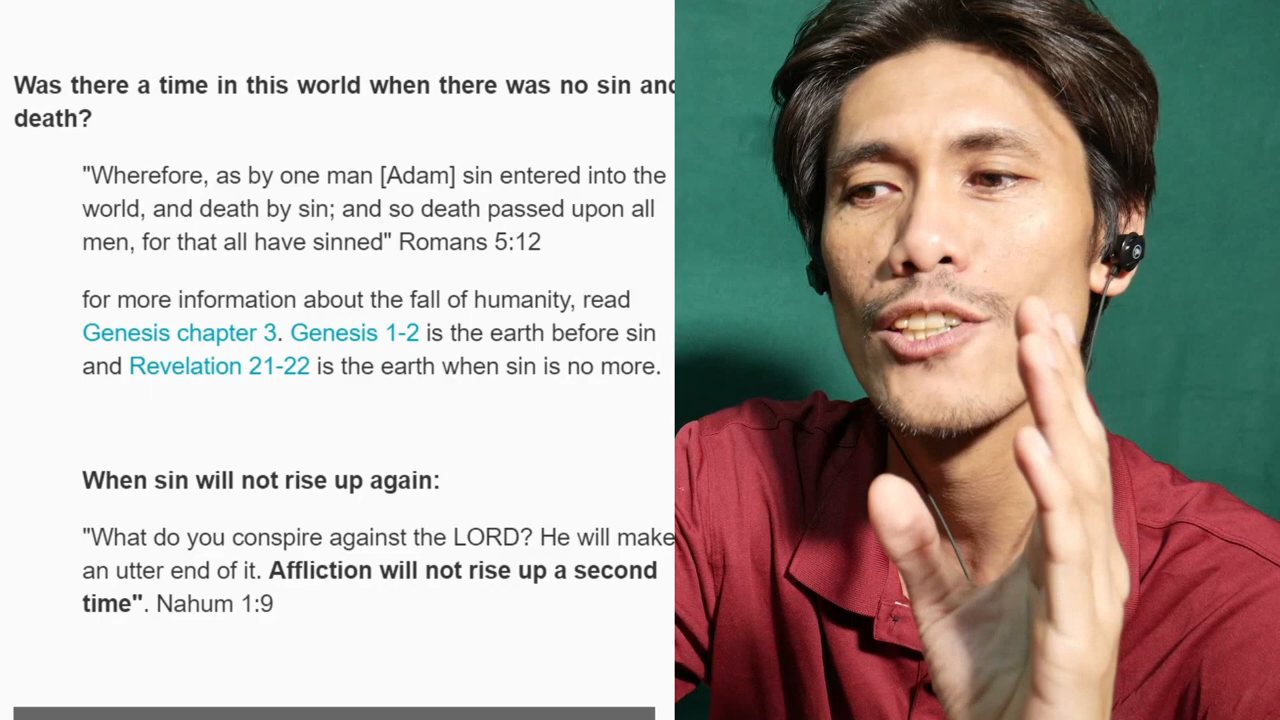 Was there a time in this world when there was no sin and
death?
"Wherefore, as by one man [Adam] sin entered into the
world, and death by sin; and so death passed upon all
men, for that all have sinned" Romans 5:12
for more information about the fall of humanity, read
Genesis chapter 3. Genesis 1-2 is the earth before sin
and Revelation 21-22 is the earth when sin is no more.
When sin will not rise up again:
"What do you conspire against the LORD? He will make
an utter end of it. Affliction will not rise up a second
time". Nahum 1:9